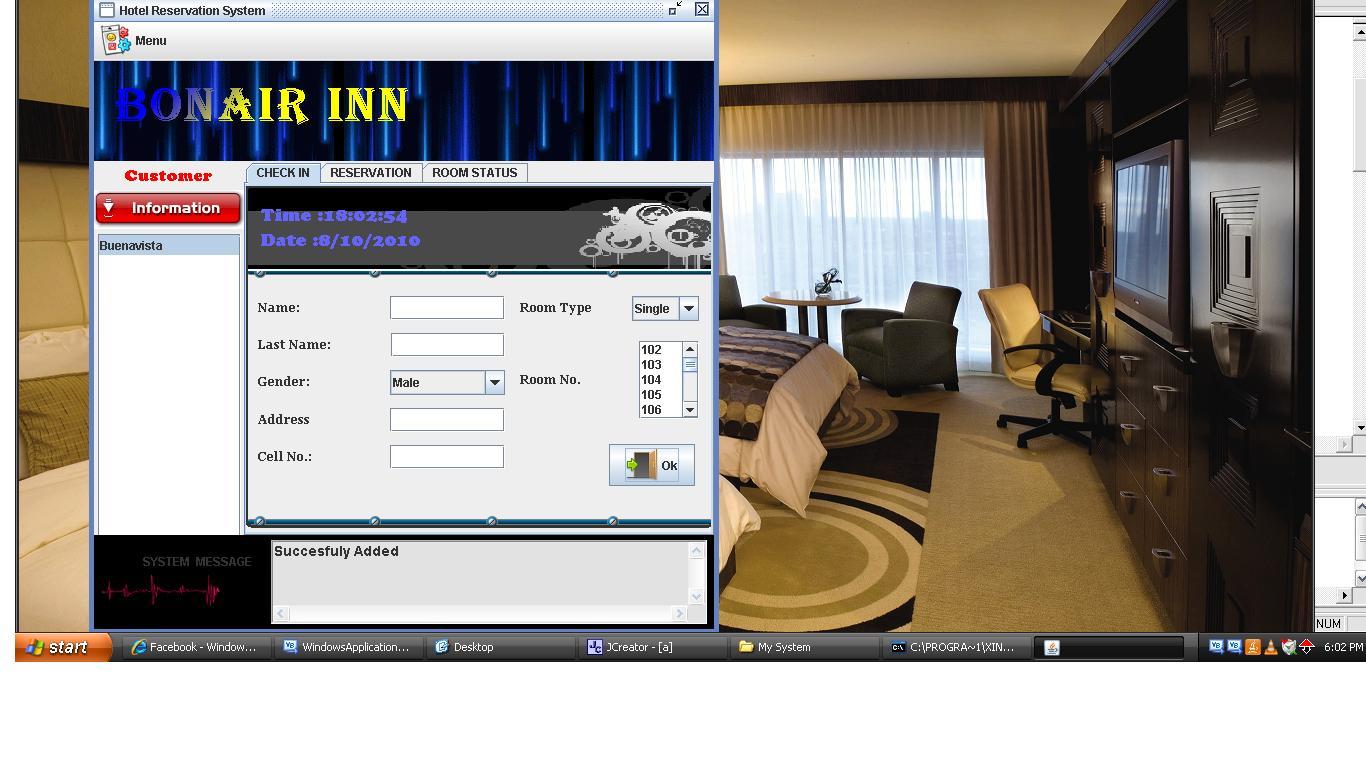 Hotel Reservation System
Menu
BONAIR INN
Customer
Information
Buenavista
CHECK IN
RESERVATION
ROOM STATUS
Time :18:02:54
Date :8/10/2010
Name:
Room Type
Single
Last Name:
102
103
104
105
106
Gender:
Male
Room No.
Address
Cell No.:
Ok
SYSTEM MESSAGE
Succesfuly Added
NUM
start
Facebook - Window...
WindowsApplication...
Desktop
JCreator - [a]
My System
C:\PROGRA~1\XIN...
6:02 PM